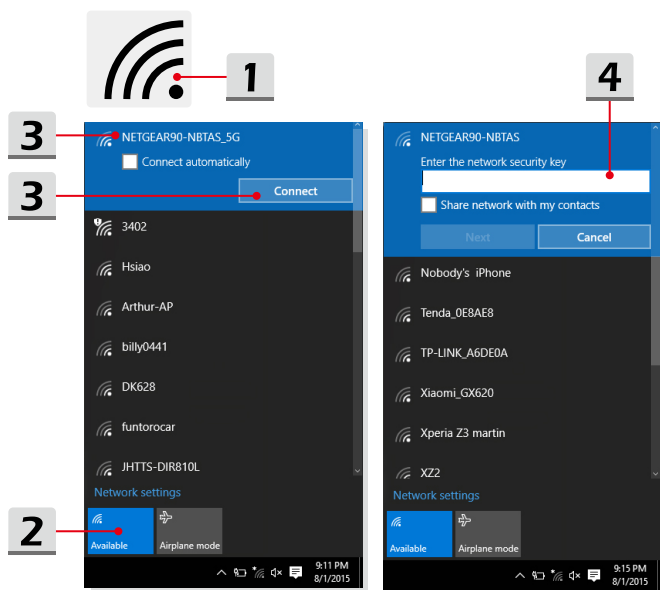 1
4
3
NETGEAR90-NBTAS_5G
Connect automatically
3
Connect
3402
Hsiao
Arthur-AP
billy0441
DK628
funtorocar
JHTTS-DIR810L
Network settings
2
Available
Airplane mode
9:11 PM
8/1/2015
NETGEAR90-NBTAS
Enter the network security key
Share network with my contacts
Next
Cancel
Nobody's iPhone
Tenda_0E8AE8
TP-LINK_A6DE0A
Xiaomi_GX620
Xperia Z3 martin
XZ2
Network settings
Available
Airplane mode
9:15 PM
8/1/2015